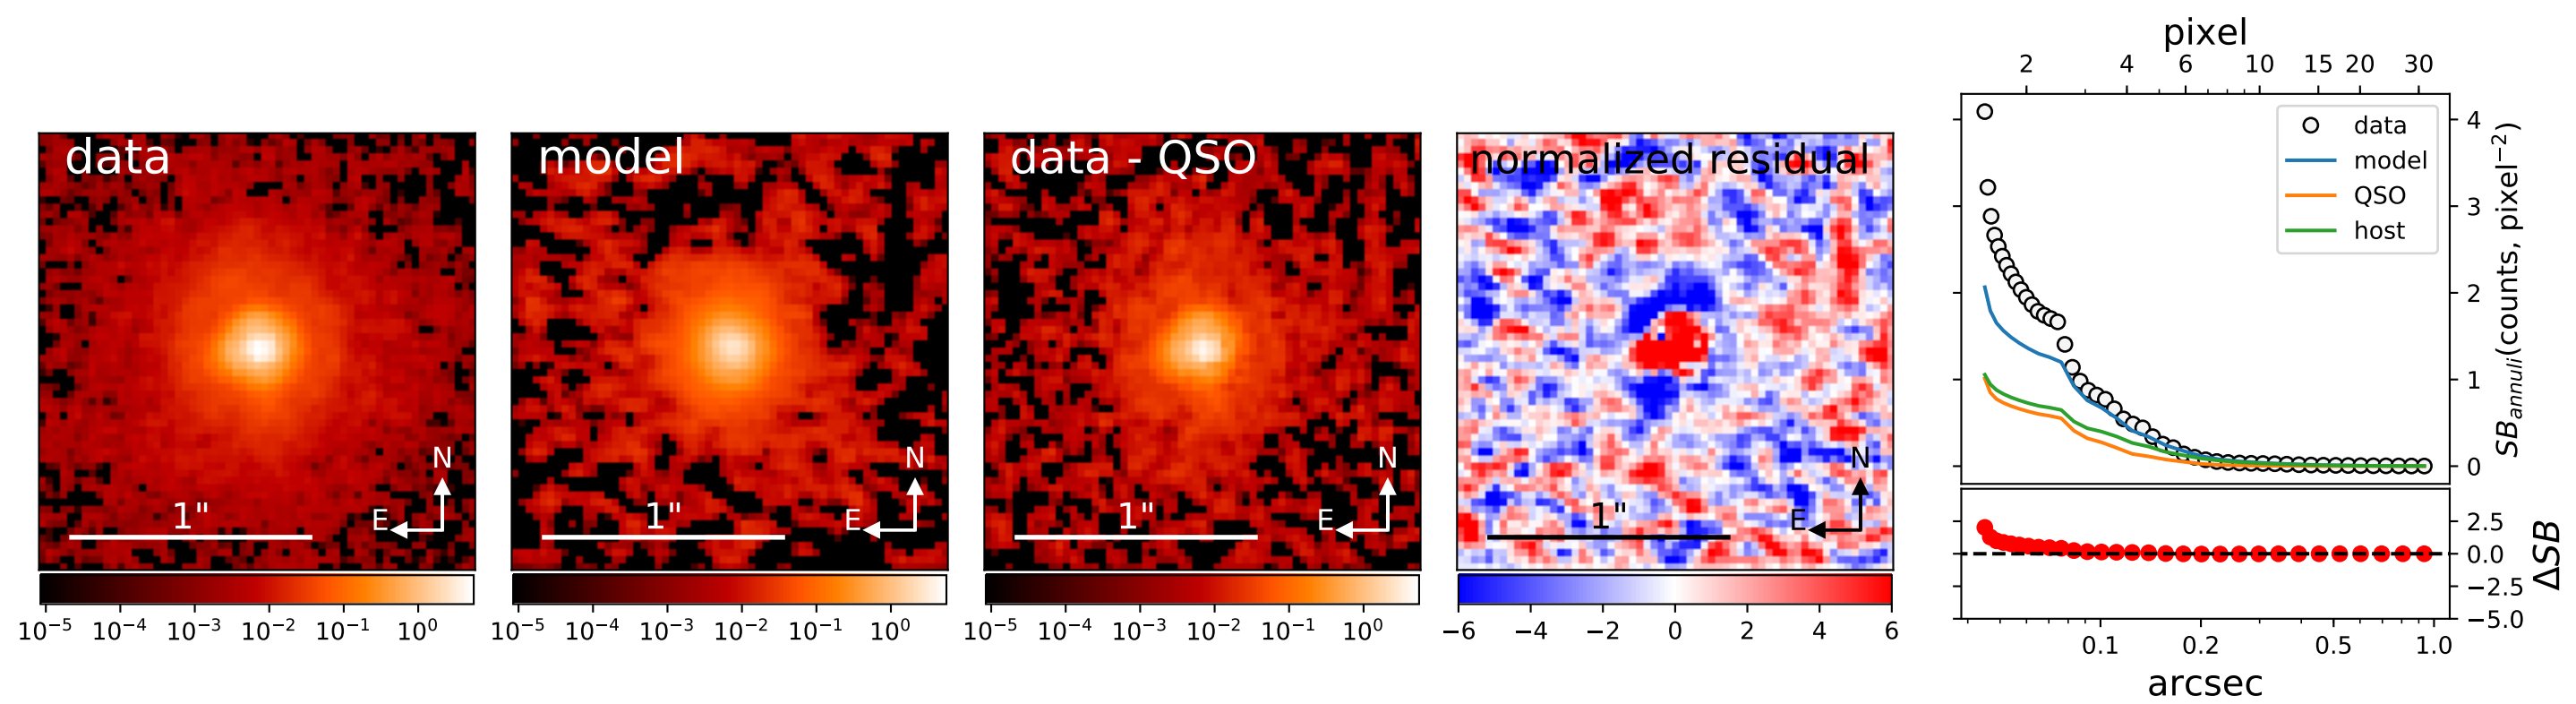 data
N
E
1"
10⁻⁵ 10⁻⁴ 10⁻³ 10⁻² 10⁻¹ 10⁰
model
N
E
1"
10⁻⁵ 10⁻⁴ 10⁻³ 10⁻² 10⁻¹ 10⁰
data - QSO
N
E
1"
10⁻⁵ 10⁻⁴ 10⁻³ 10⁻² 10⁻¹ 10⁰
normalized residual
N
E
1"
−6 −4 −2 0 2 4 6
pixel
2 4 6 10 15 20 30
data
model
QSO
host
4
3
2
1
0
SB_annuli(counts, pixel⁻²)
2.5
0.0
−2.5
−5.0
ΔSB
0.1 0.2 0.5 1.0
arcsec